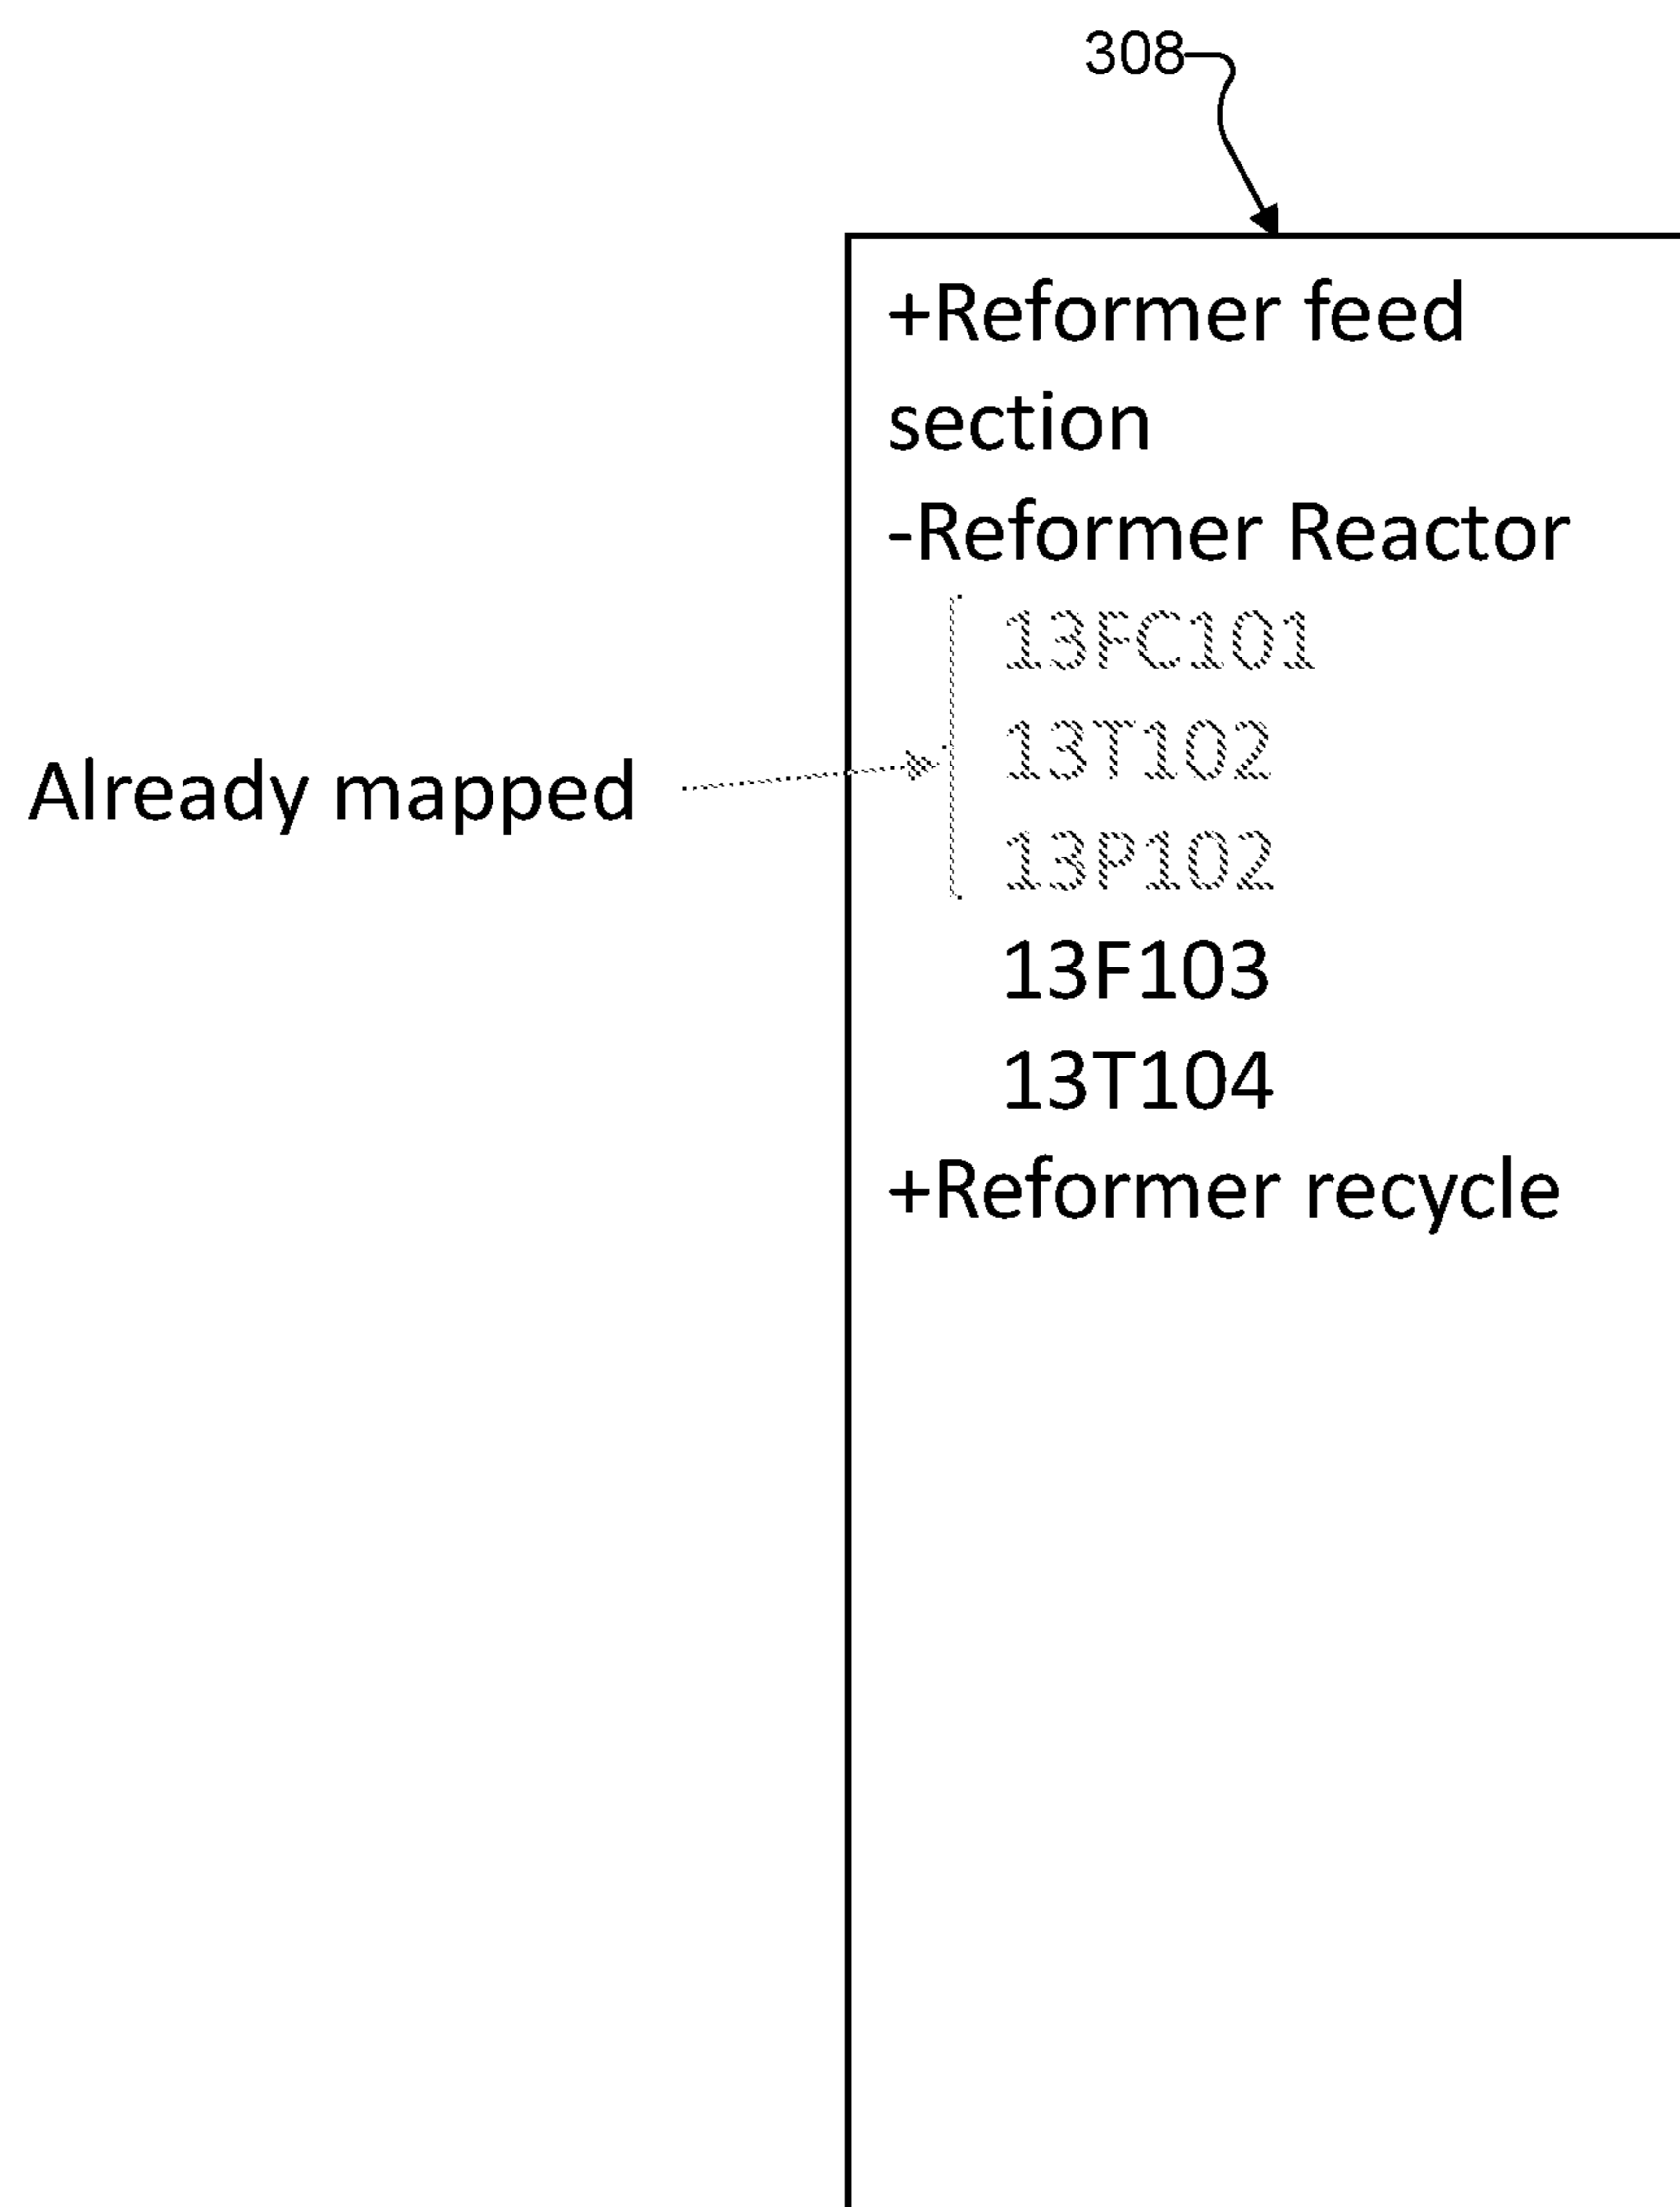 308
+Reformer feed
section
-Reformer Reactor
13FC101
13T102
Already mapped
13P102
13F103
13T104
+Reformer recycle